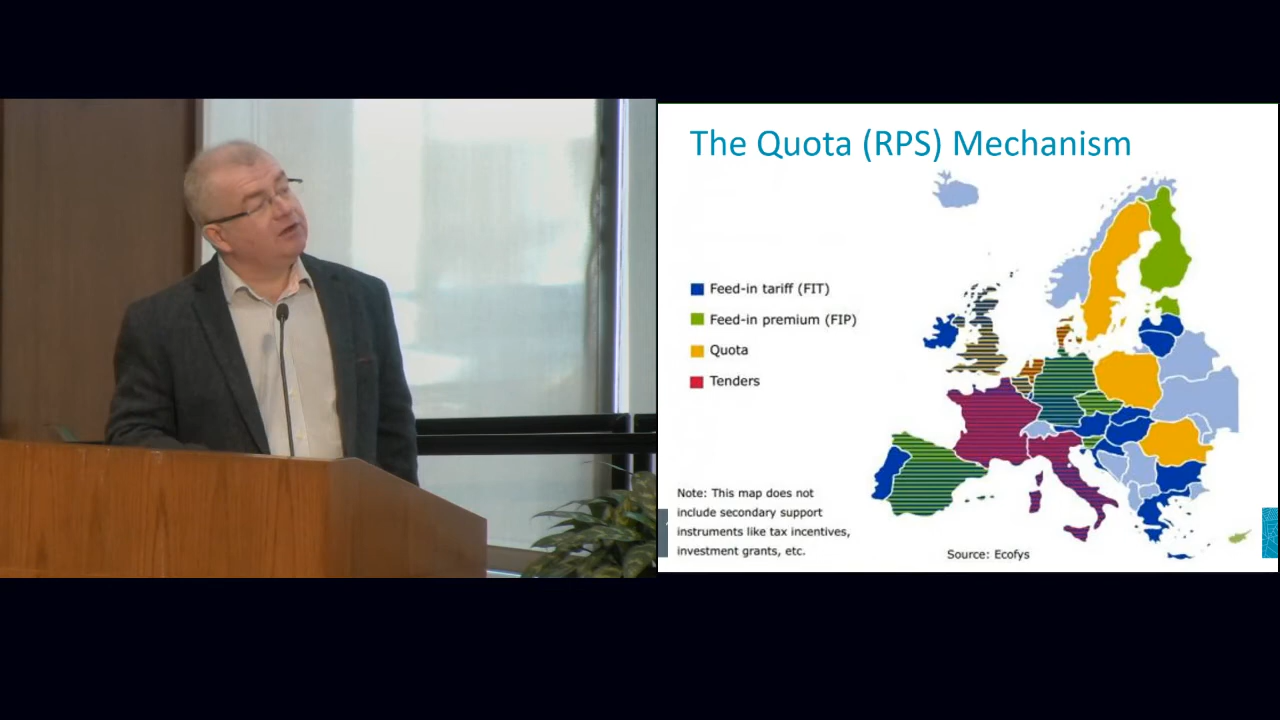 The Quota (RPS) Mechanism
Feed-in tariff (FIT)
Feed-in premium (FIP)
Quota
Tenders
Note: This map does not
include secondary support
instruments like tax incentives,
investment grants, etc.
Source: Ecofys